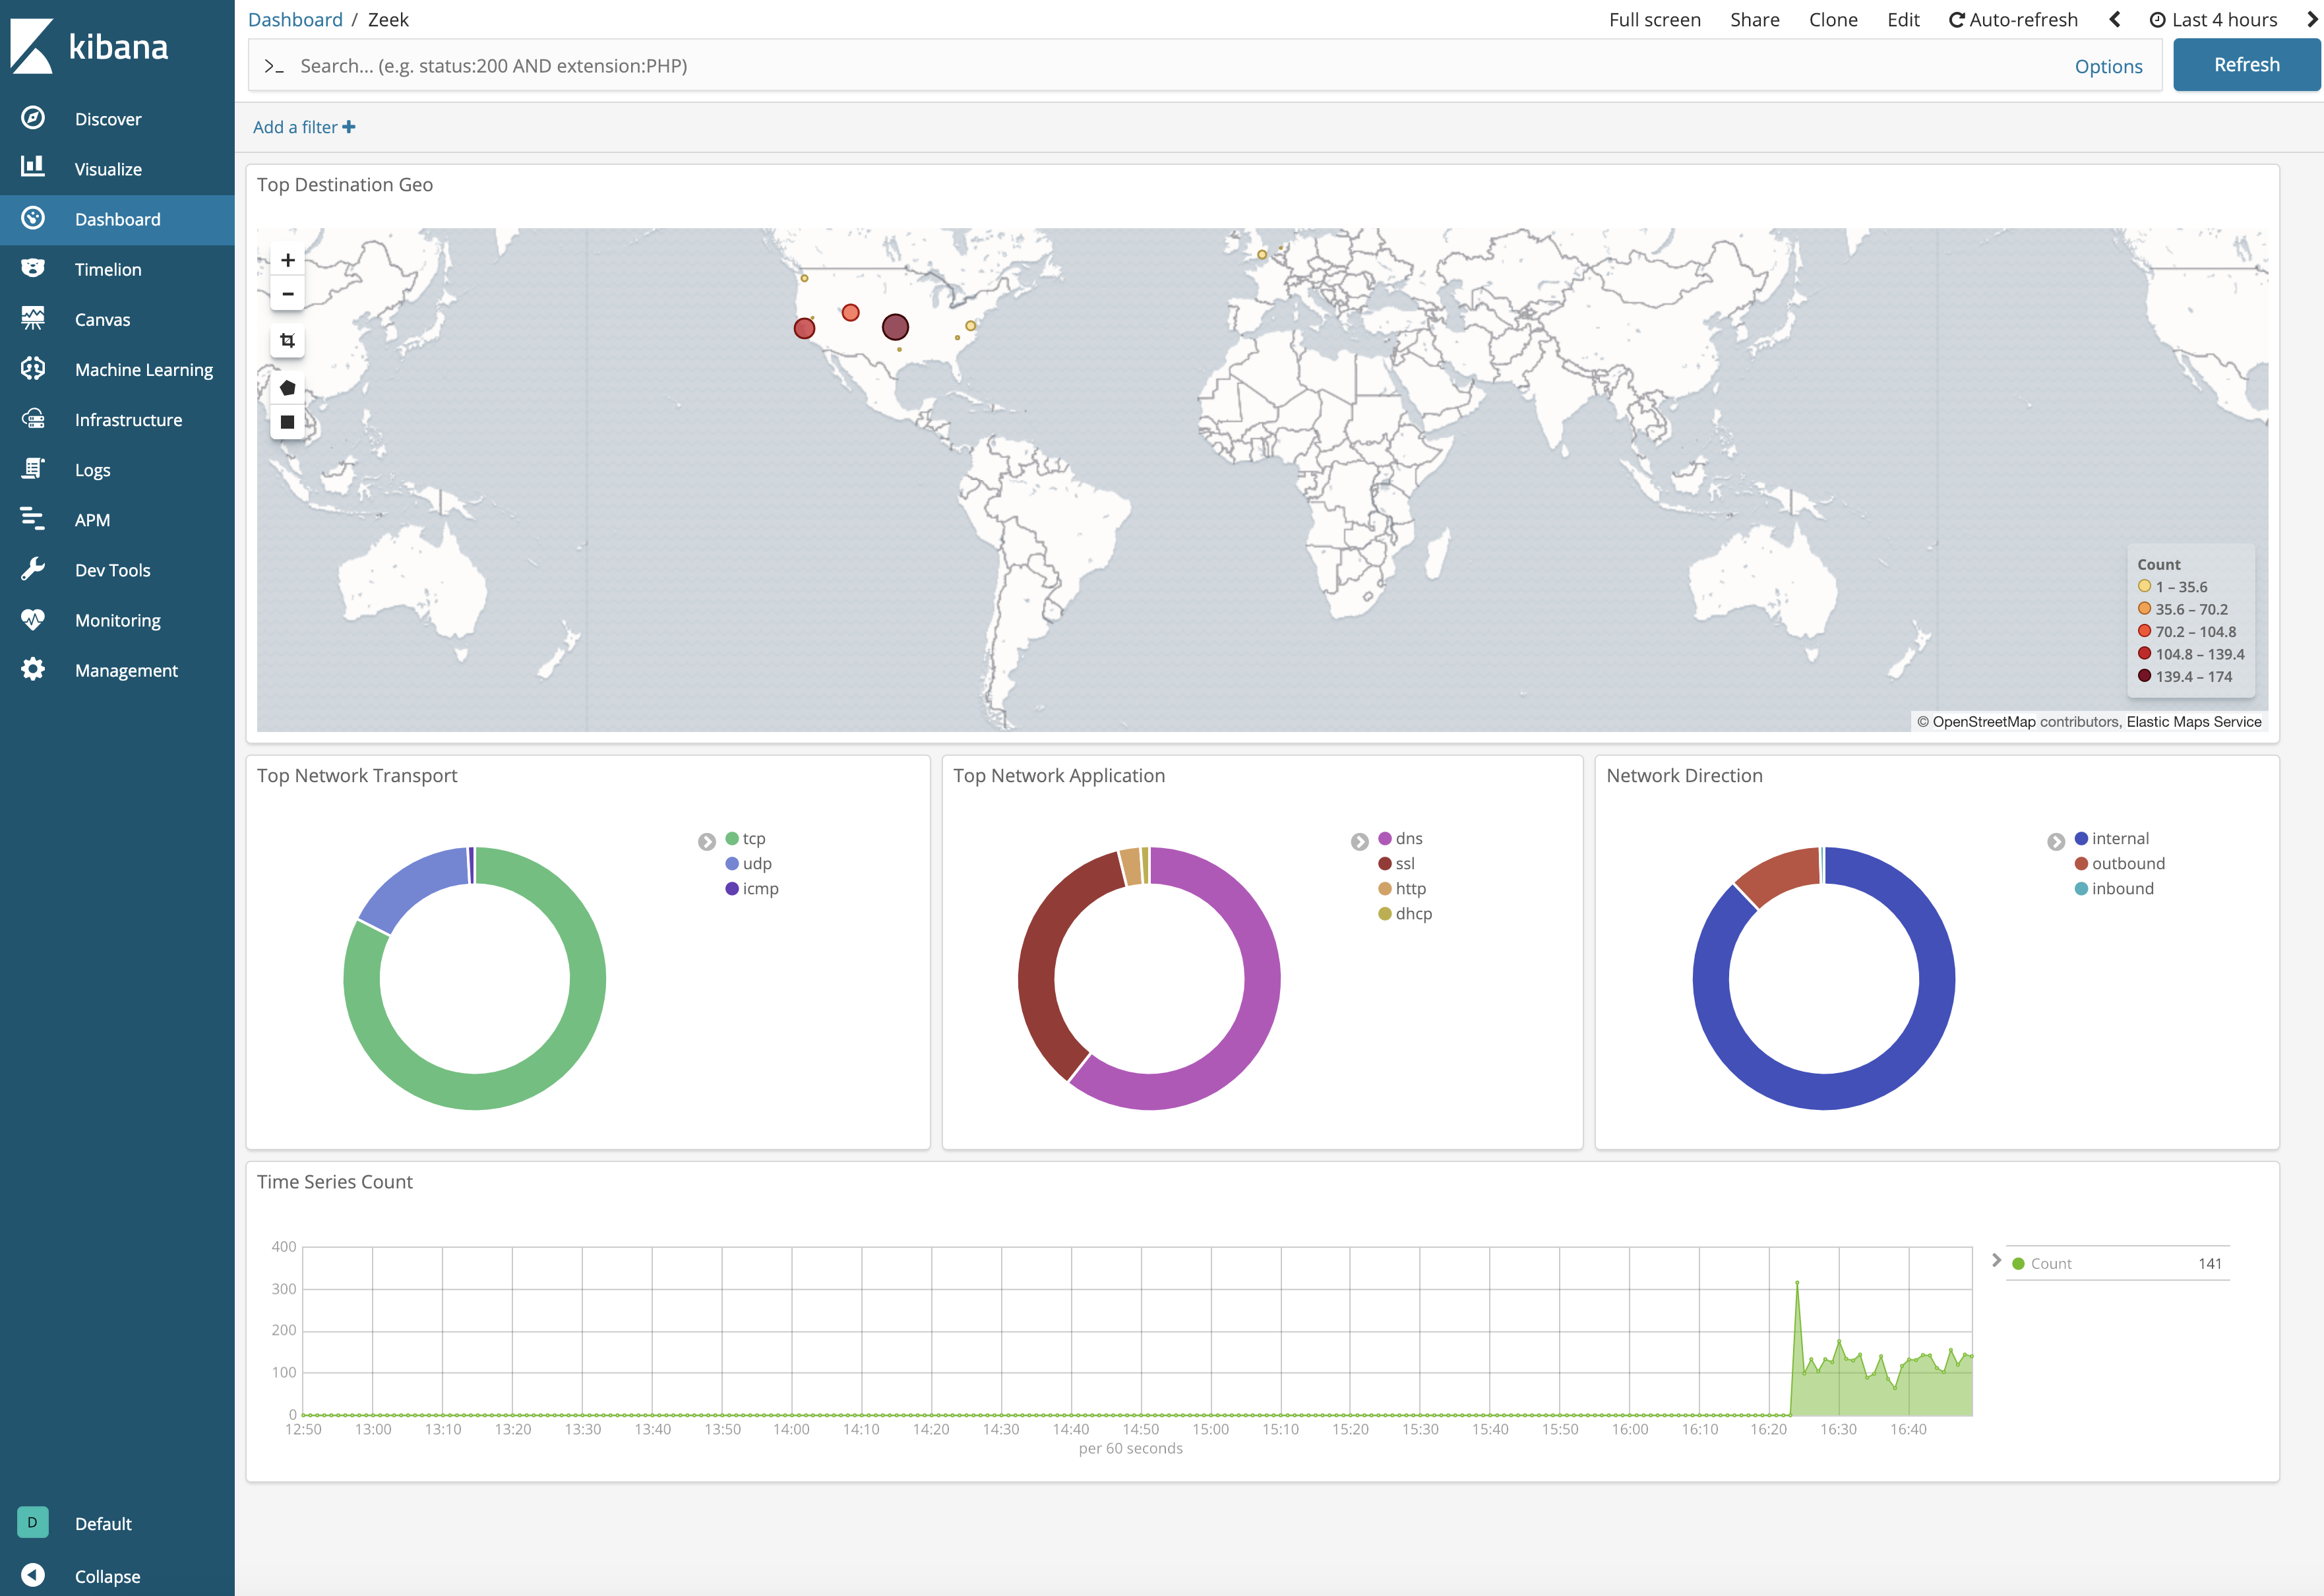 kibana
Discover
Visualize
Dashboard
Timelion
Canvas
Machine Learning
Infrastructure
Logs
APM
Dev Tools
Monitoring
Management
D Default
Collapse
Dashboard / Zeek
Full screen Share Clone Edit Auto-refresh Last 4 hours
>_ Search... (e.g. status:200 AND extension:PHP) Options Refresh
Add a filter +
Top Destination Geo
+
−
Count
1 – 35.6
35.6 – 70.2
70.2 – 104.8
104.8 – 139.4
139.4 – 174
© OpenStreetMap contributors, Elastic Maps Service
Top Network Transport
tcp
udp
icmp
Top Network Application
dns
ssl
http
dhcp
Network Direction
internal
outbound
inbound
Time Series Count
400
300
200
100
0
12:50 13:00 13:10 13:20 13:30 13:40 13:50 14:00 14:10 14:20 14:30 14:40 14:50 15:00 15:10 15:20 15:30 15:40 15:50 16:00 16:10 16:20 16:30 16:40
per 60 seconds
Count 141